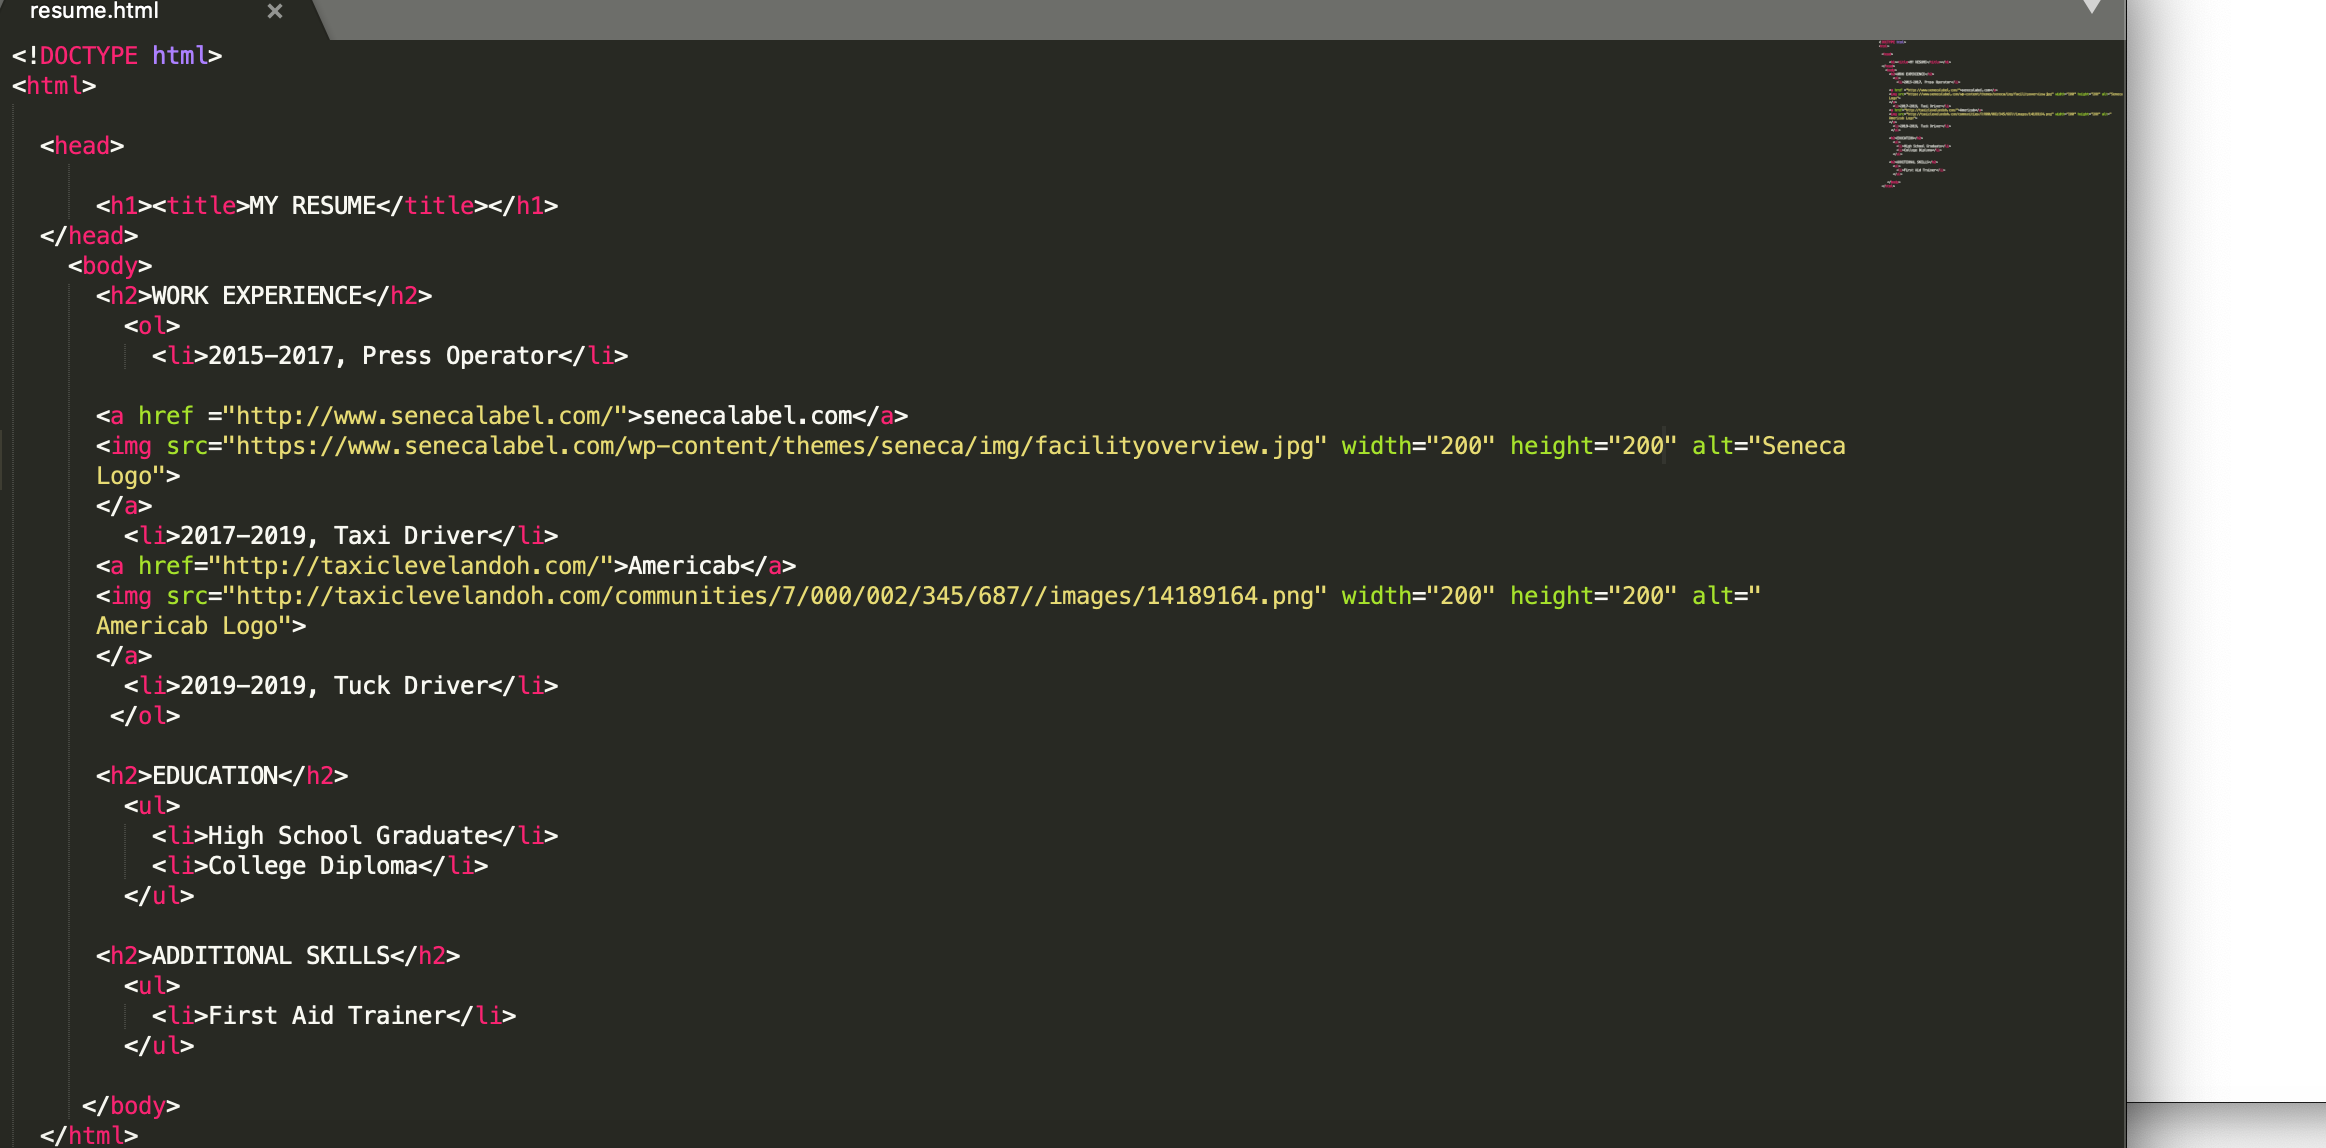 resume.html ×
<!DOCTYPE html>
<html>
<head>
<h1><title>MY RESUME</title></h1>
</head>
<body>
<h2>WORK EXPERIENCE</h2>
<ol>
<li>2015-2017, Press Operator</li>
<a href ="http://www.senecalabel.com/">senecalabel.com</a>
<img src="https://www.senecalabel.com/wp-content/themes/seneca/img/facilityoverview.jpg" width="200" height="200" alt="Seneca
Logo">
</a>
<li>2017-2019, Taxi Driver</li>
<a href="http://taxiclevelandoh.com/">Americab</a>
<img src="http://taxiclevelandoh.com/communities/7/000/002/345/687//images/14189164.png" width="200" height="200" alt="
Americab Logo">
</a>
<li>2019-2019, Tuck Driver</li>
</ol>
<h2>EDUCATION</h2>
<ul>
<li>High School Graduate</li>
<li>College Diploma</li>
</ul>
<h2>ADDITIONAL SKILLS</h2>
<ul>
<li>First Aid Trainer</li>
</ul>
</body>
</html>